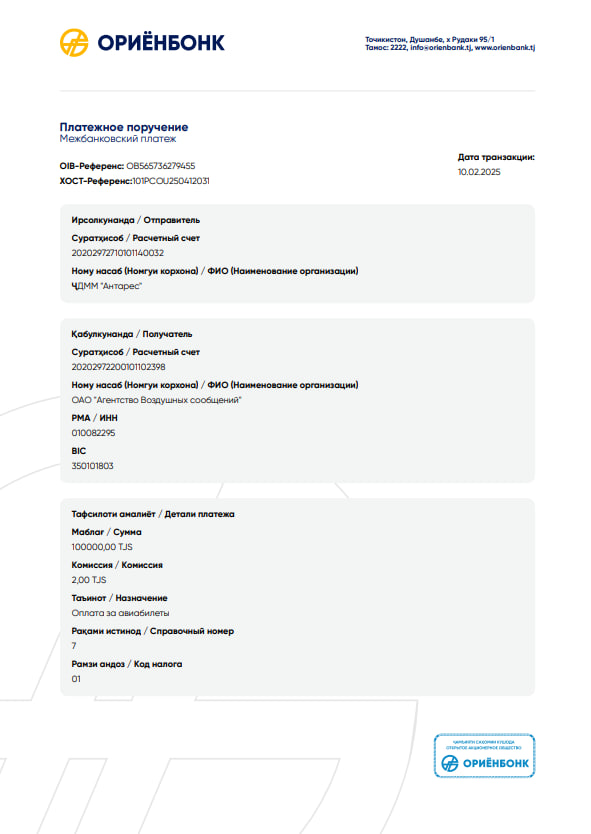 ОРИЁНБОНК
Тоҷикистон, Душанбе, х Рудаки 95/1
Тамос: 2222, info@orienbank.tj, www.orienbank.tj
Платежное поручение
Межбанковский платеж
OIB-Референс: OB565736279455
ХОСТ-Референс:101PCOU250412031
Дата транзакции:
10.02.2025
Ирсолкунанда / Отправитель
Суратҳисоб / Расчетный счет
20202972710101140032
Ному насаб (Номгуи корхона) / ФИО (Наименование организации)
ҶДММ "Антарес"
Қабулкунанда / Получатель
Суратҳисоб / Расчетный счет
20202972200101102398
Ному насаб (Номгуи корхона) / ФИО (Наименование организации)
ОАО "Агентство Воздушных сообщений"
РМА / ИНН
010082295
BIC
350101803
Тафсилоти амалиёт / Детали платежа
Маблағ / Сумма
100000,00 TJS
Комиссия / Комиссия
2,00 TJS
Таъинот / Назначение
Оплата за авиабилеты
Рақами истинод / Справочный номер
7
Рамзи андоз / Код налога
01
ҶАМЪИЯТИ САҲОМИИ КУШОДА
ОТКРЫТОЕ АКЦИОНЕРНОЕ ОБЩЕСТВО
ОРИЁНБОНК